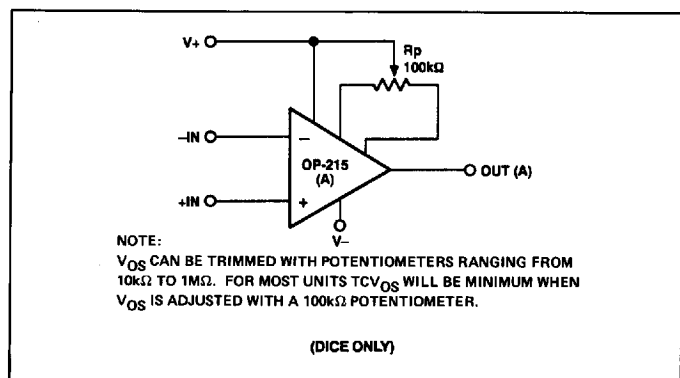 V+
Rp
100kΩ
–IN
–
OP-215
(A)
OUT (A)
+IN
+
V–
NOTE:
VOS CAN BE TRIMMED WITH POTENTIOMETERS RANGING FROM
10kΩ TO 1MΩ. FOR MOST UNITS TCVOS WILL BE MINIMUM WHEN
VOS IS ADJUSTED WITH A 100kΩ POTENTIOMETER.
(DICE ONLY)